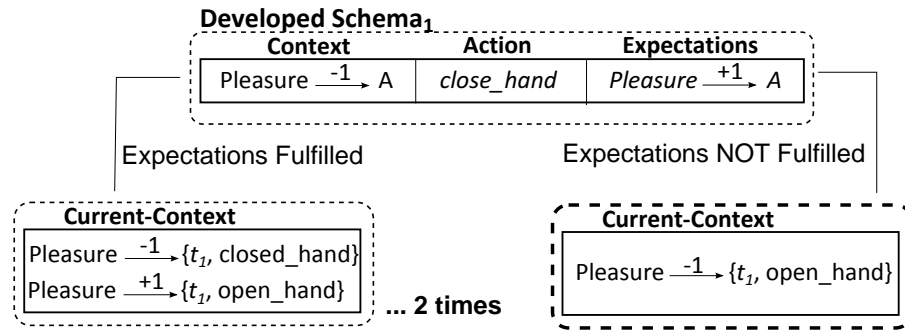 Developed Schema₁
Context Action Expectations
Pleasure -1 A close_hand Pleasure +1 A
Expectations Fulfilled Expectations NOT Fulfilled
Current-Context
Pleasure -1 {t₁, closed_hand}
Pleasure +1 {t₁, open_hand}
... 2 times
Current-Context
Pleasure -1 {t₁, open_hand}